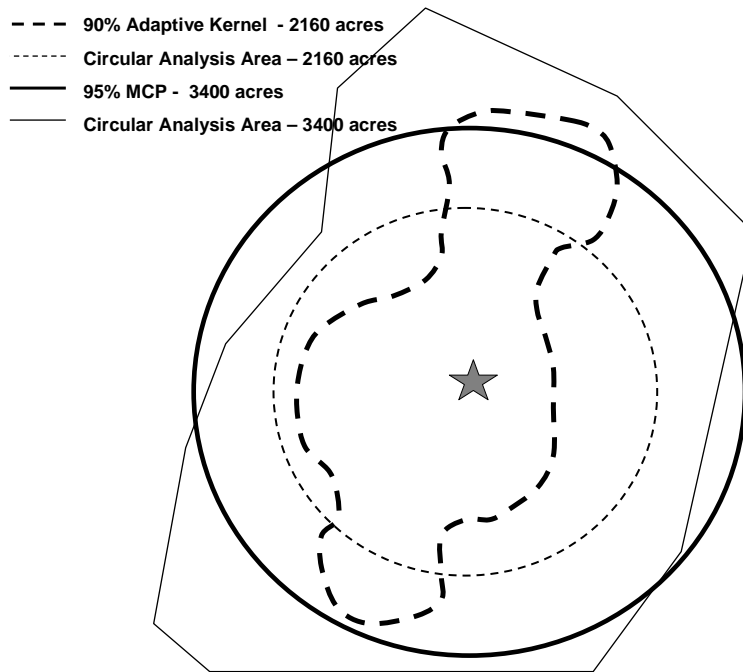 90% Adaptive Kernel - 2160 acres
Circular Analysis Area – 2160 acres
95% MCP - 3400 acres
Circular Analysis Area – 3400 acres